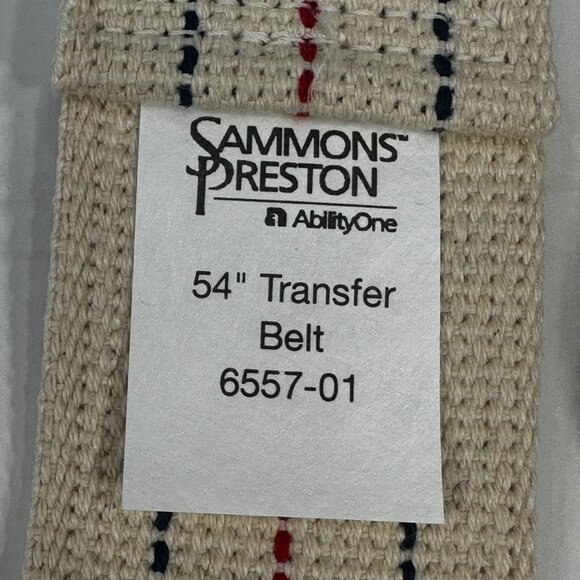 SAMMONS™
PRESTON
a AbilityOne
54" Transfer
Belt
6557-01